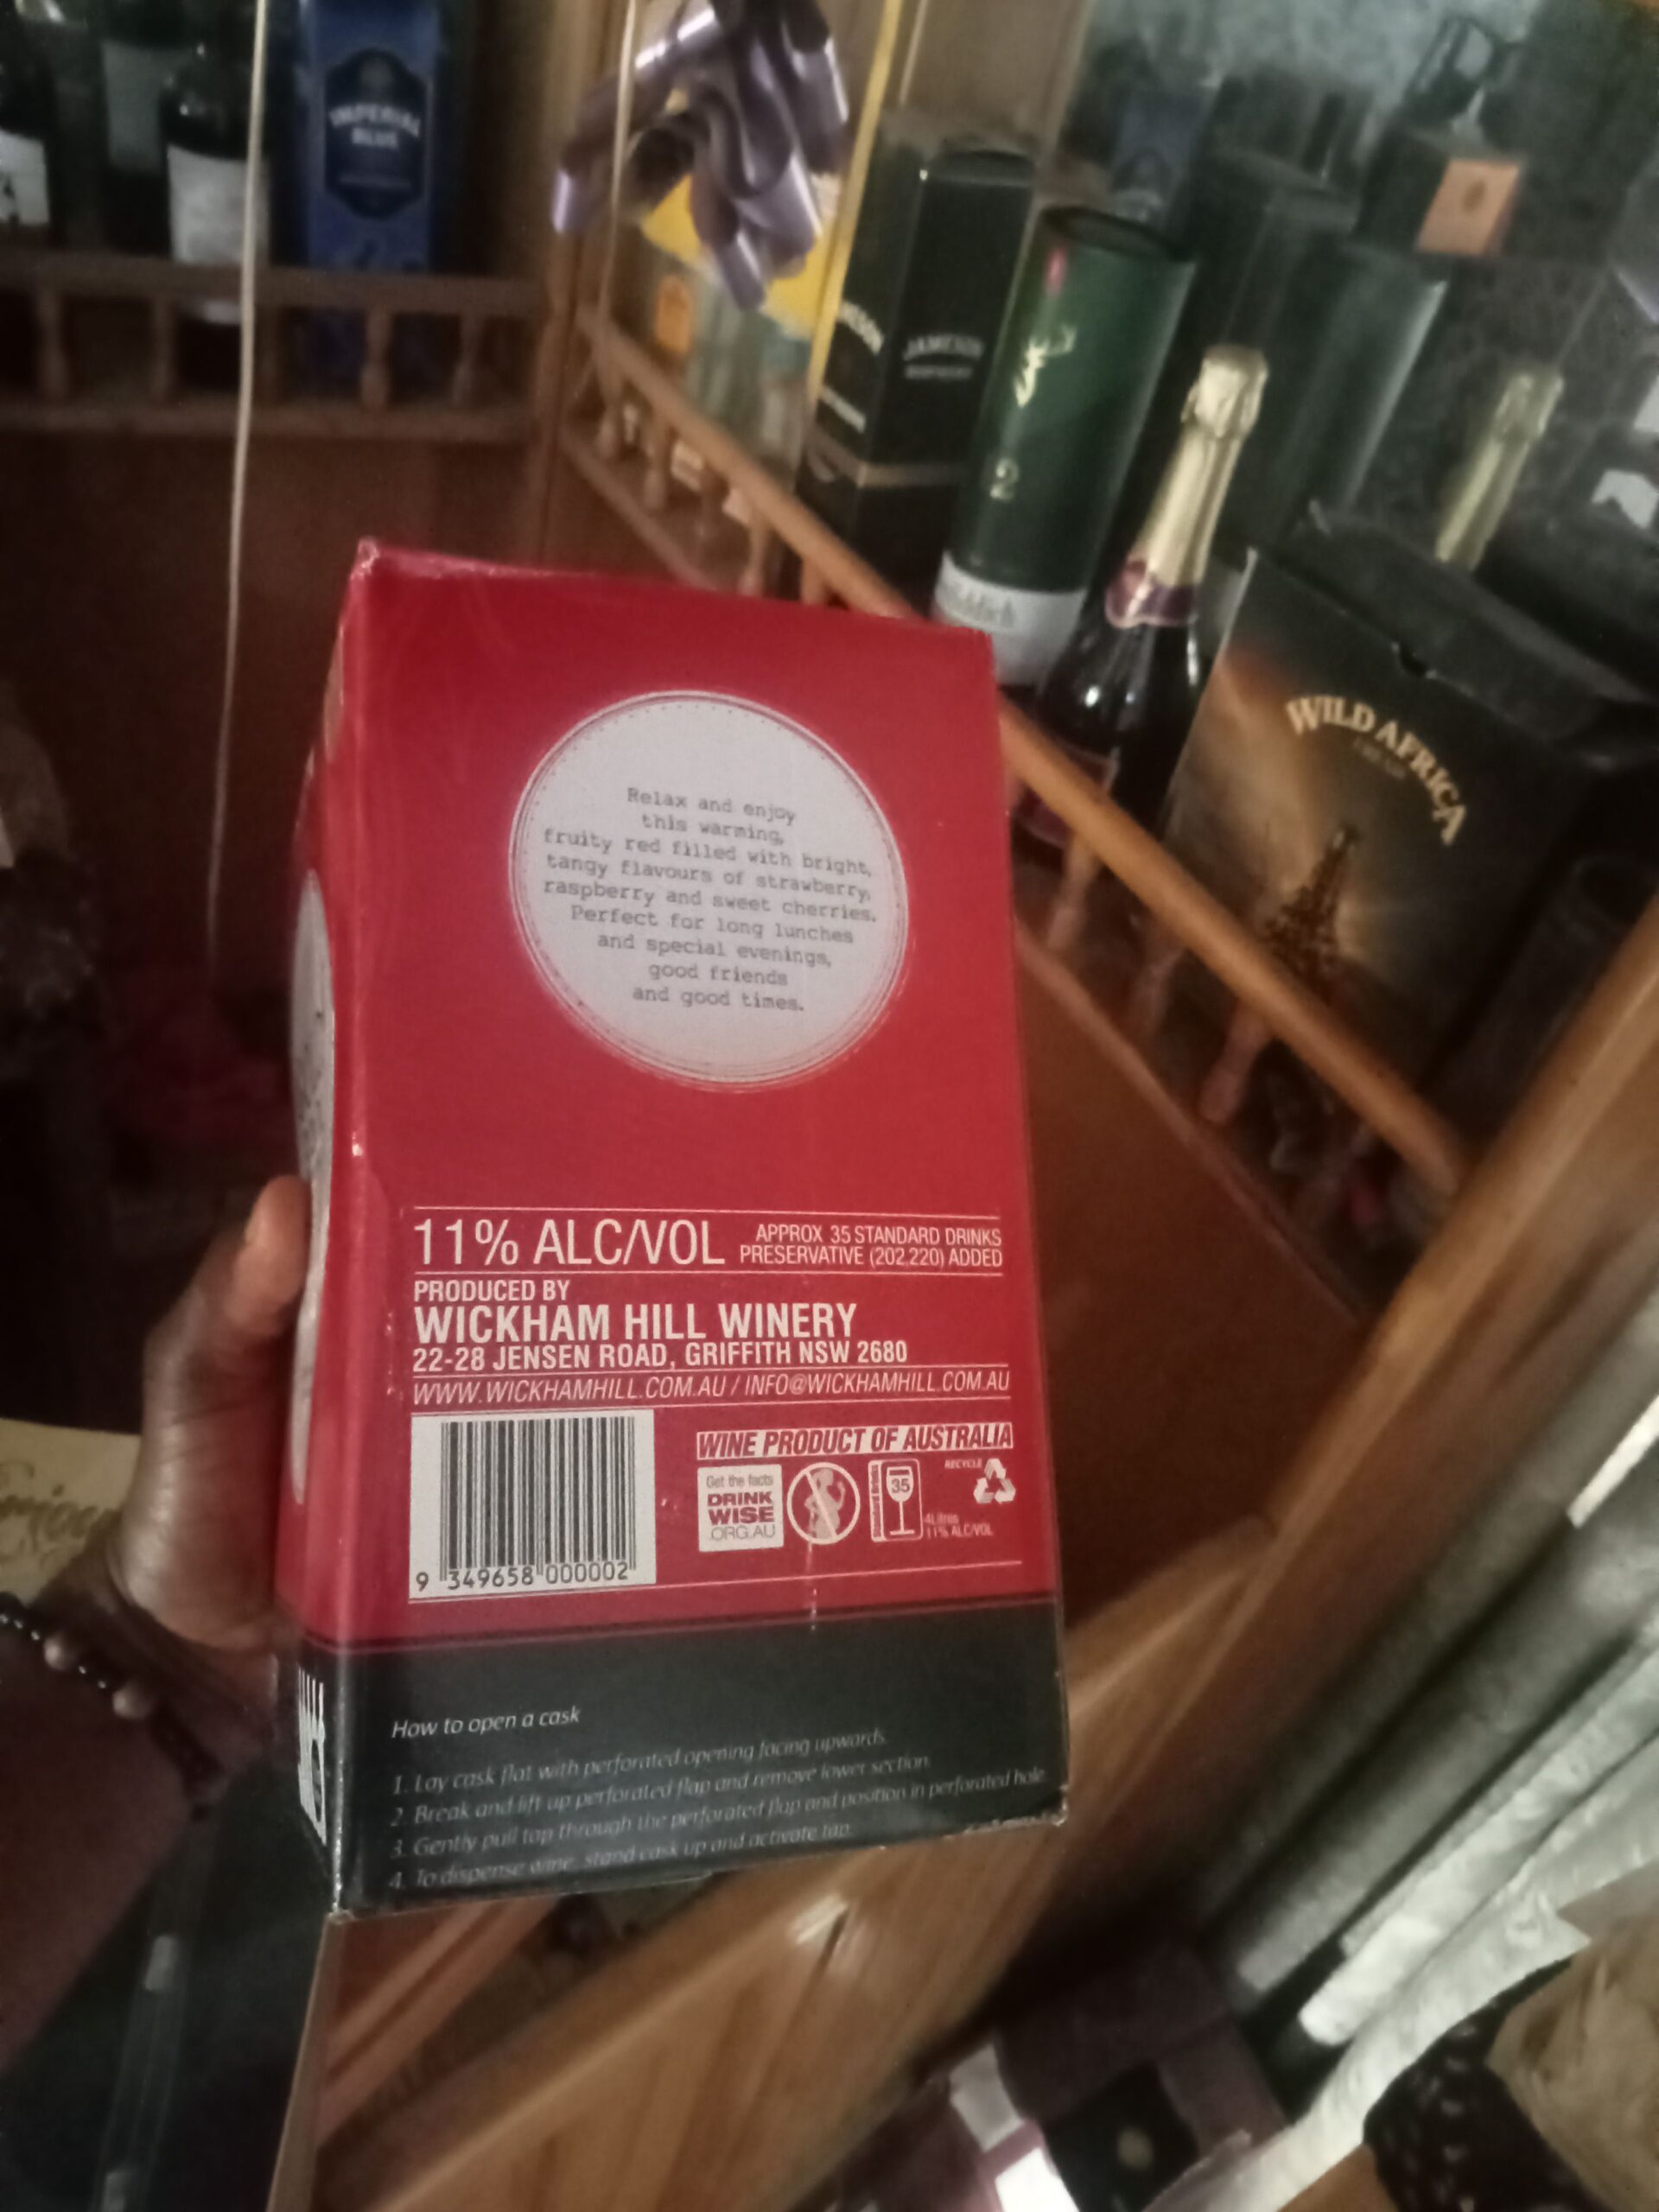 IMPERIAL
BLUE
JAMESON
2
WILD AFRICA
Relax and enjoy
this warming,
fruity red filled with bright,
tangy flavours of strawberry,
raspberry and sweet cherries.
Perfect for long lunches
and special evenings,
good friends
and good times.
11% ALC/VOL
APPROX 35 STANDARD DRINKS
PRESERVATIVE (202,220) ADDED
PRODUCED BY
WICKHAM HILL WINERY
22-28 JENSEN ROAD, GRIFFITH NSW 2680
WWW.WICKHAMHILL.COM.AU / INFO@WICKHAMHILL.COM.AU
WINE PRODUCT OF AUSTRALIA
Get the facts
DRINK
WISE
.ORG.AU
35
RECYCLE
4Litres
11% ALC/VOL
9 349658 000002
How to open a cask
1. Lay cask flat with perforated opening facing upwards.
2. Break and lift up perforated flap and remove lower section.
3. Gently pull tap through the perforated flap and position in perforated hole.
4. To dispense wine, stand cask up and activate tap.